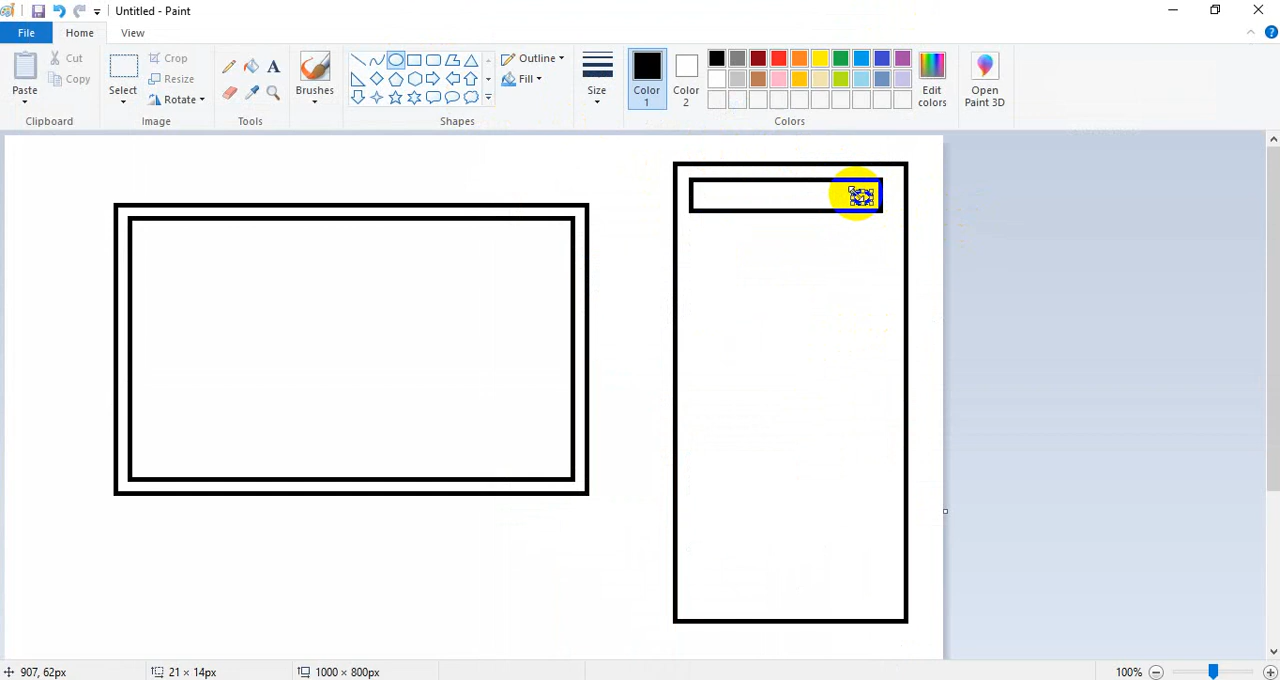 Untitled - Paint
File Home View
Paste Cut Copy
Clipboard
Select Crop Resize Rotate
Image
A
Tools
Brushes
Outline Fill
Shapes
Size
Color 1 Color 2
Edit colors
Colors
Open Paint 3D
907, 62px 21 × 14px 1000 × 800px 100%